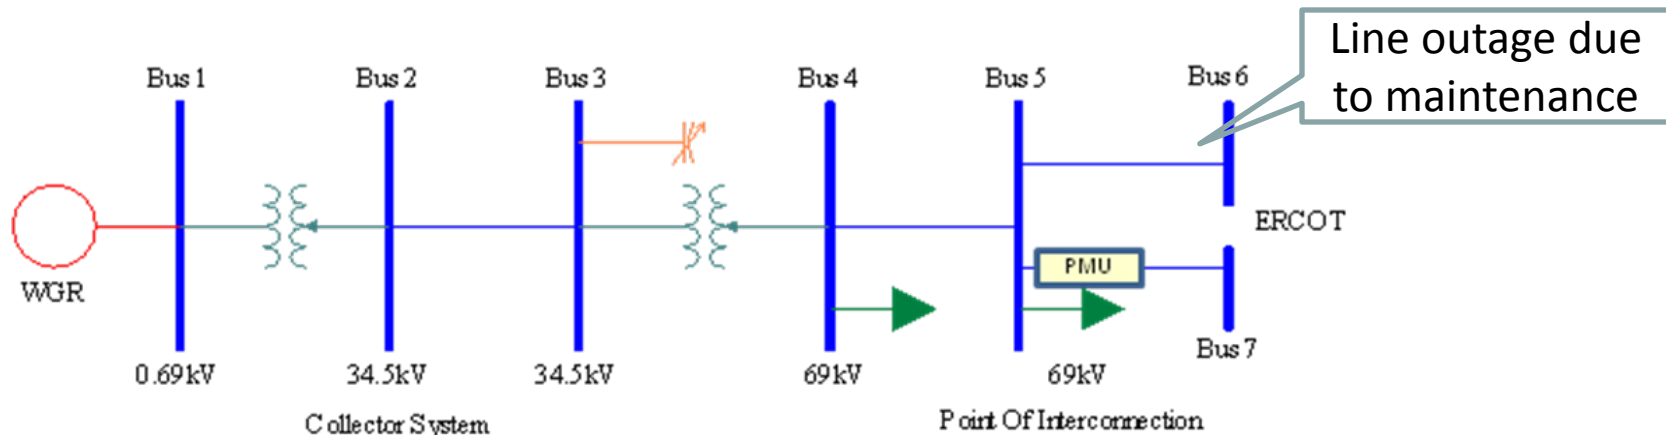 Line outage due
to maintenance
Bus 1
Bus 2
Bus 3
Bus 4
Bus 5
Bus 6
ERCOT
PMU
WGR
Bus 7
0.69kV
34.5kV
34.5kV
69kV
69kV
Collector System
Point Of Interconnection